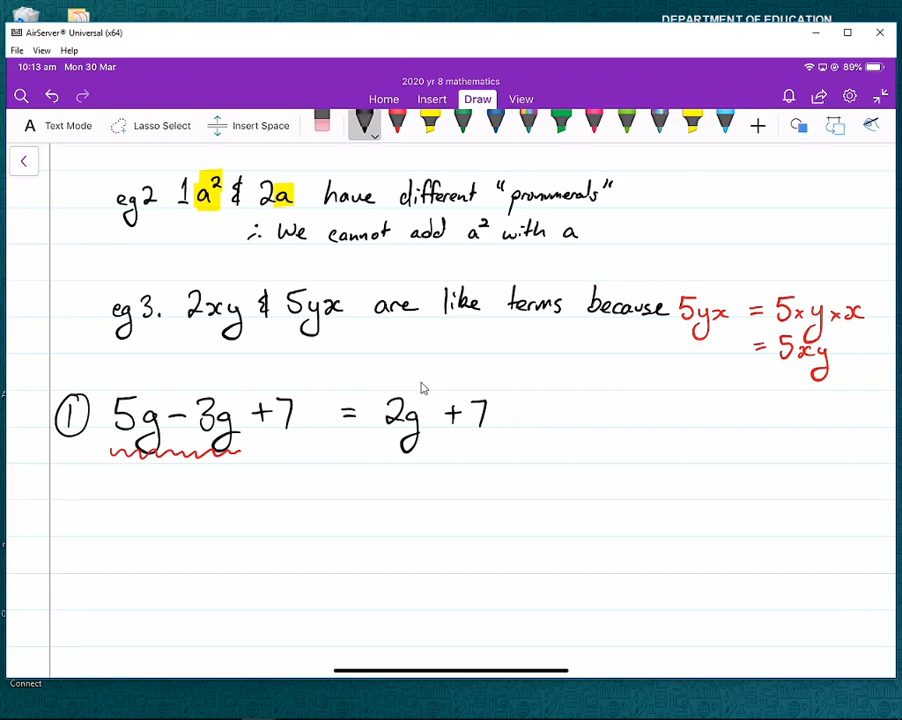 DEPARTMENT OF EDUCATION
AirServer® Universal (x64)
File View Help
10:13 am Mon 30 Mar
89%
2020 yr 8 mathematics
Home Insert Draw View
A Text Mode Lasso Select Insert Space
eg2 1a² & 2a have different "pronumerals"
∴ We cannot add a² with a
eg 3. 2xy & 5yx are like terms because 5yx = 5×y×x
= 5xy
① 5g - 3g + 7 = 2g + 7
Connect